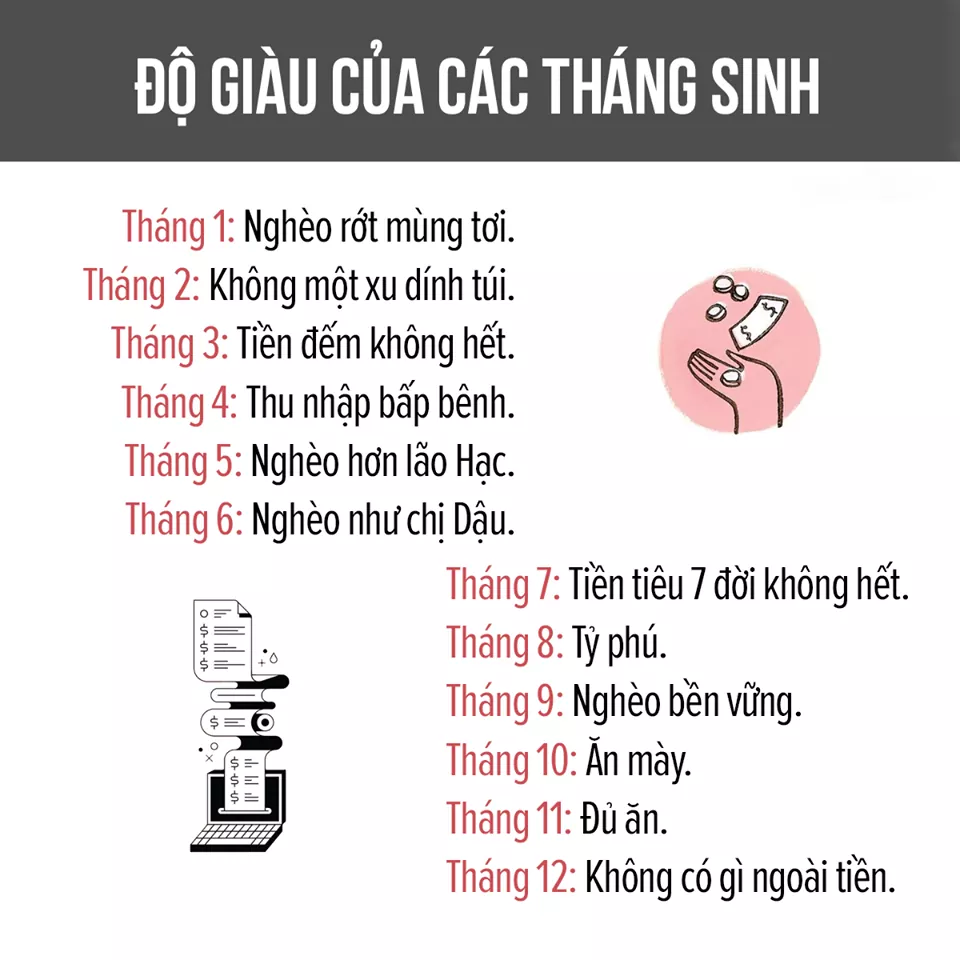 ĐỘ GIÀU CỦA CÁC THÁNG SINH
Tháng 1: Nghèo rớt mùng tơi.
Tháng 2: Không một xu dính túi.
Tháng 3: Tiền đếm không hết.
Tháng 4: Thu nhập bấp bênh.
Tháng 5: Nghèo hơn lão Hạc.
Tháng 6: Nghèo như chị Dậu.
Tháng 7: Tiền tiêu 7 đời không hết.
Tháng 8: Tỷ phú.
Tháng 9: Nghèo bền vững.
Tháng 10: Ăn mày.
Tháng 11: Đủ ăn.
Tháng 12: Không có gì ngoài tiền.